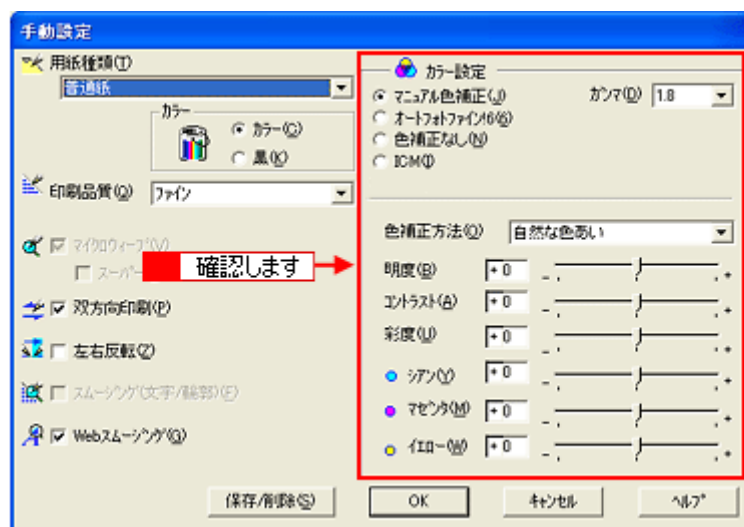 手動設定
用紙種類(T)
普通紙
カラー
カラー(C)
黒(K)
印刷品質(Q)
ファイン
マイクロウィーブ(V)
スーパー
双方向印刷(P)
左右反転(Z)
スムージング(文字/輪郭)(F)
Webスムージング(G)
確認します
カラー設定
マニュアル色補正(J)
オートフォトファイン!6(6)
色補正なし(N)
ICM(I)
ガンマ(D)
1.8
色補正方法(O)
自然な色あい
明度(B)
+ 0
- +
コントラスト(A)
+ 0
- +
彩度(U)
+ 0
- +
シアン(Y)
+ 0
- +
マゼンタ(M)
+ 0
- +
イエロー(W)
+ 0
- +
保存/削除(S)
OK
キャンセル
ヘルプ